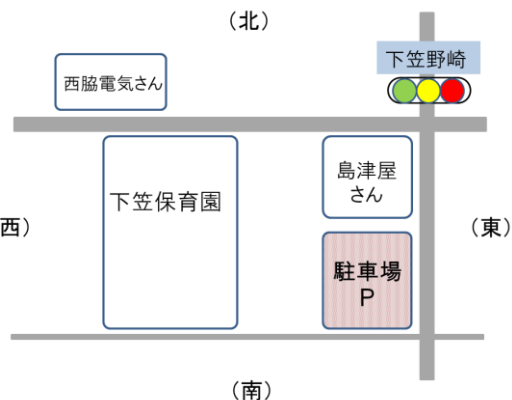 （北）
下笠野崎
西脇電気さん
下笠保育園
島津屋
さん
西）
（東）
駐車場
P
（南）